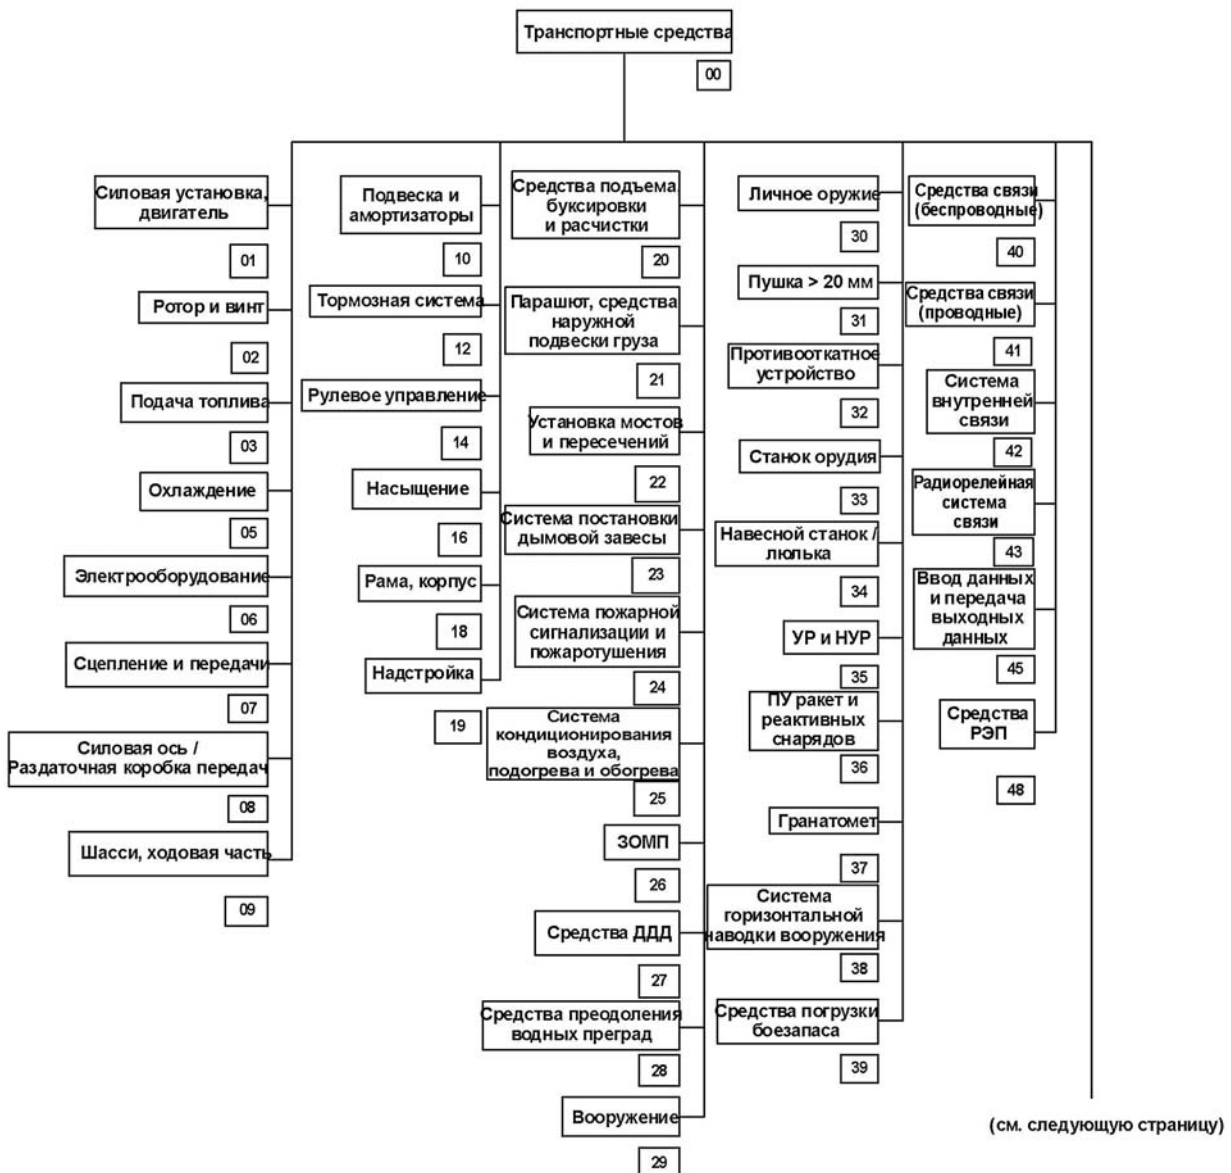 Транспортные средства
00
Силовая установка,
двигатель
01
Ротор и винт
02
Подача топлива
03
Охлаждение
05
Электрооборудование
06
Сцепление и передачи
07
Силовая ось /
Раздаточная коробка передач
08
Шасси, ходовая часть
09
Подвеска и
амортизаторы
10
Тормозная система
12
Рулевое управление
14
Насыщение
16
Рама, корпус
18
Надстройка
19
Средства подъема,
буксировки
и расчистки
20
Парашют, средства
наружной
подвески груза
21
Установка мостов
и пересечений
22
Система постановки
дымовой завесы
23
Система пожарной
сигнализации и
пожаротушения
24
Система
кондиционирования
воздуха,
подогрева и обогрева
25
ЗОМП
26
Средства ДДД
27
Средства преодоления
водных преград
28
Вооружение
29
Личное оружие
30
Пушка > 20 мм
31
Противооткатное
устройство
32
Станок орудия
33
Навесной станок /
люлька
34
УР и НУР
35
ПУ ракет и
реактивных
снарядов
36
Гранатомет
37
Система
горизонтальной
наводки вооружения
38
Средства погрузки
боезапаса
39
Средства связи
(беспроводные)
40
Средства связи
(проводные)
41
Система
внутренней
связи
42
Радиорелейная
система
связи
43
Ввод данных
и передача
выходных
данных
45
Средства
РЭП
48
(см. следующую страницу)